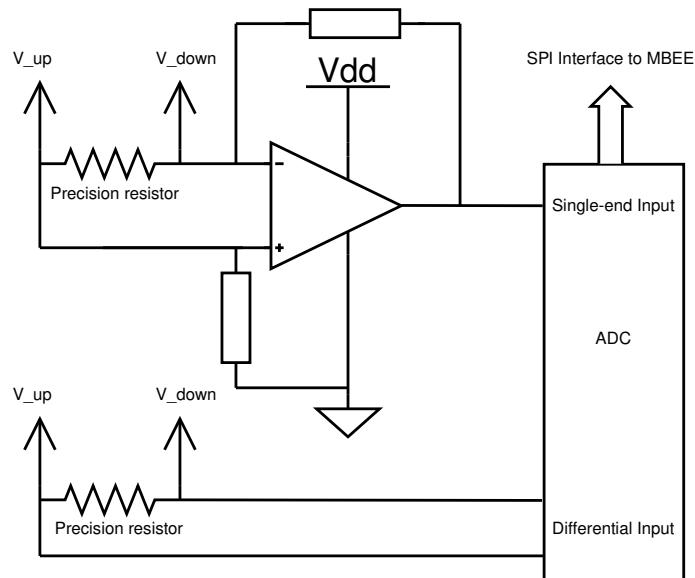 V_up
V_down
Vdd
SPI Interface to MBEE
−
Precision resistor
Single-end Input
+
ADC
V_up
V_down
Precision resistor
Differential Input